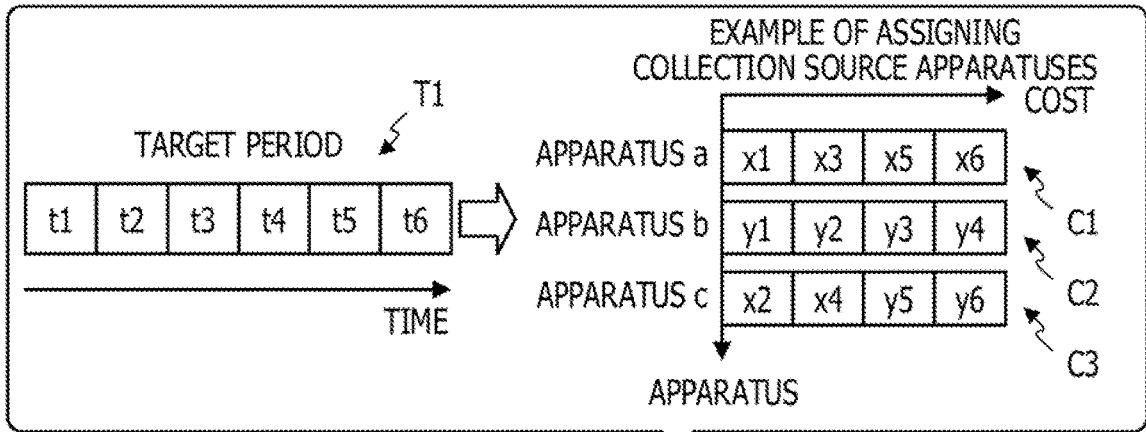 EXAMPLE OF ASSIGNING
COLLECTION SOURCE APPARATUSES
COST
T1
TARGET PERIOD
t1 t2 t3 t4 t5 t6
TIME
APPARATUS a x1 x3 x5 x6
C1
APPARATUS b y1 y2 y3 y4
C2
APPARATUS c x2 x4 y5 y6
C3
APPARATUS